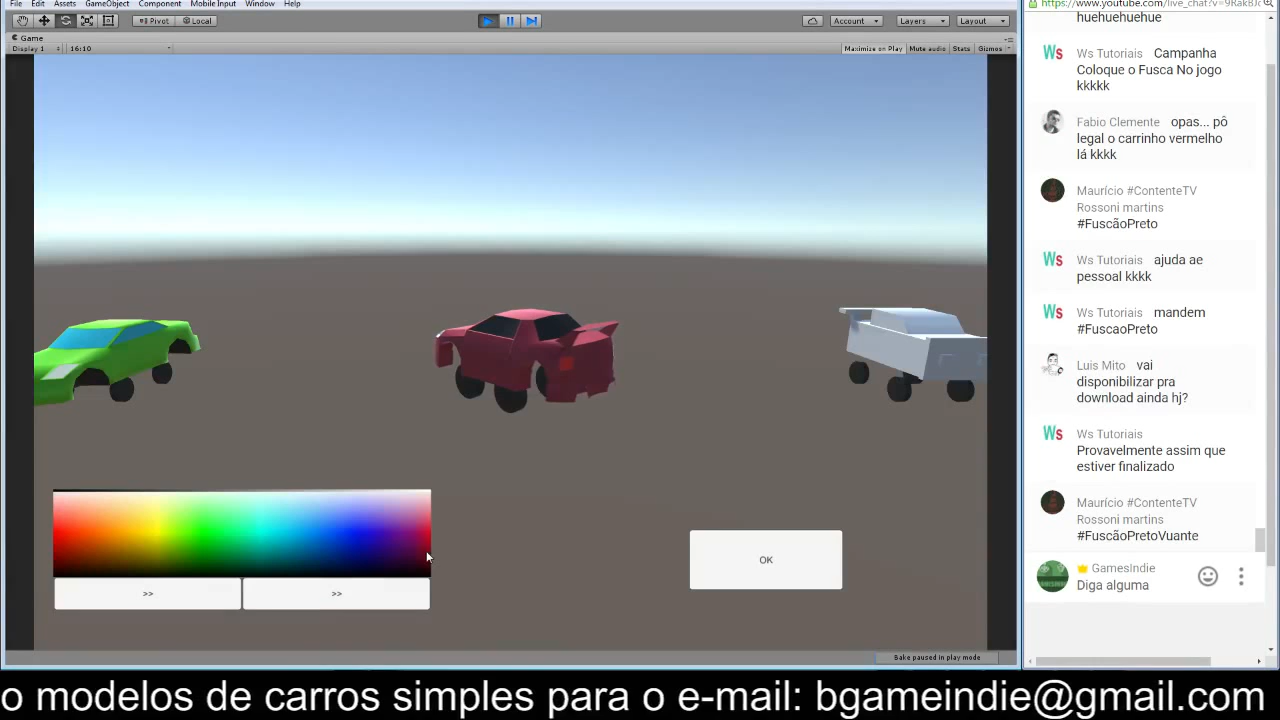 File Edit Assets GameObject Component Mobile Input Window Help
Pivot Local
Account Layers Layout
Game
Display 1 16:10
Maximize on Play Mute audio Stats Gizmos
>> >>
OK
Bake paused in play mode
huehuehuehue
Ws Tutoriais Campanha
Coloque o Fusca No jogo
kkkkk
Fabio Clemente opas... pô
legal o carrinho vermelho
lá kkkk
Maurício #ContenteTV
Rossoni martins
#FuscãoPreto
Ws Tutoriais ajuda ae
pessoal kkkk
Ws Tutoriais mandem
#FuscaoPreto
Luis Mito vai
disponibilizar pra
download ainda hj?
Ws Tutoriais
Provavelmente assim que
estiver finalizado
Maurício #ContenteTV
Rossoni martins
#FuscãoPretoVuante
GamesIndie
Diga alguma
o modelos de carros simples para o e-mail: bgameindie@gmail.com